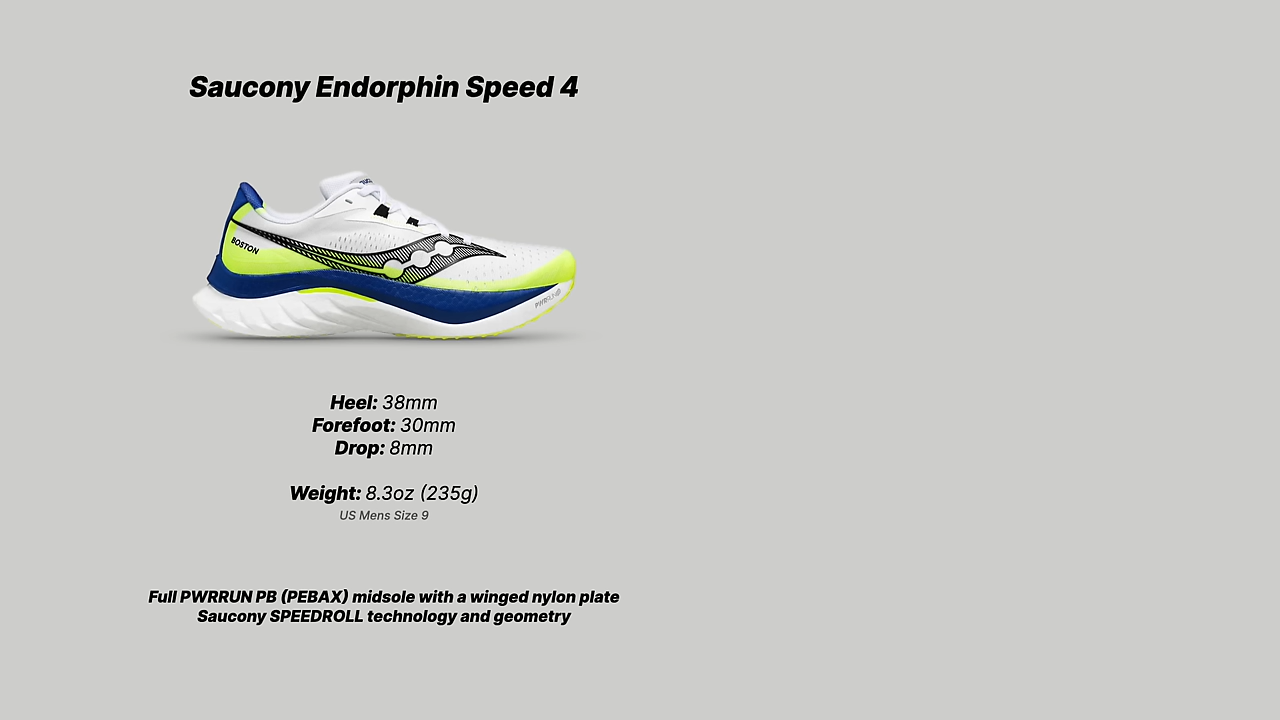 Saucony Endorphin Speed 4
BOSTON
Heel: 38mm
Forefoot: 30mm
Drop: 8mm
Weight: 8.3oz (235g)
US Mens Size 9
Full PWRRUN PB (PEBAX) midsole with a winged nylon plate
Saucony SPEEDROLL technology and geometry